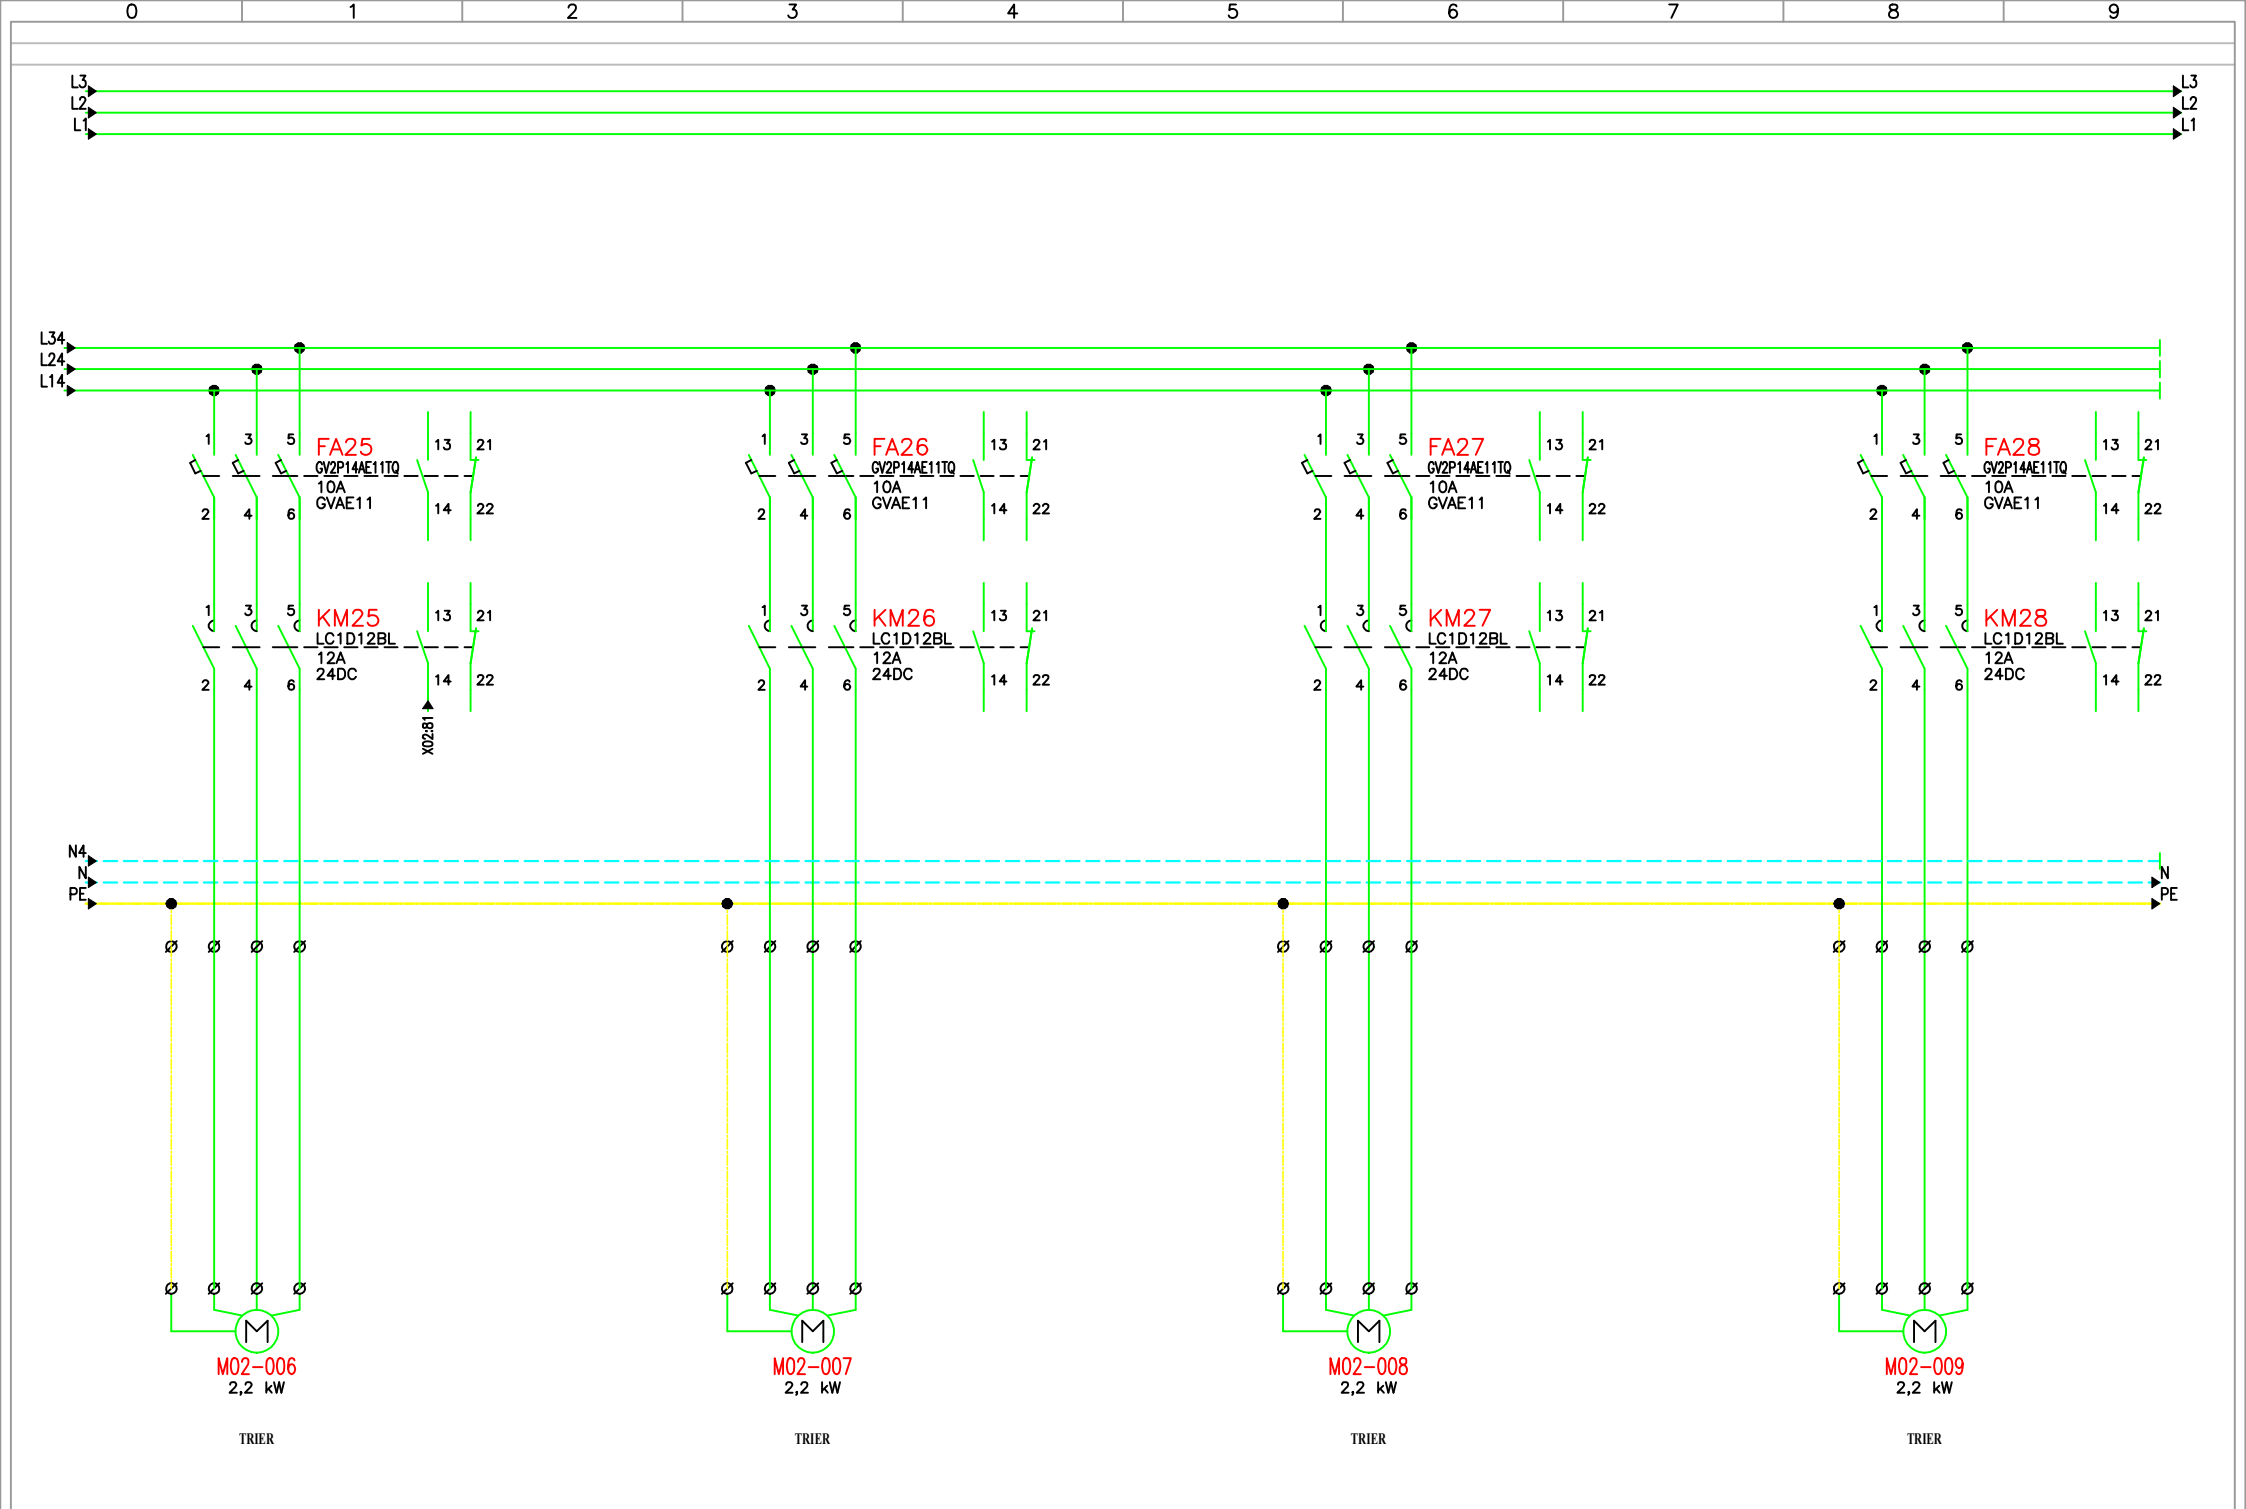 0 1 2 3 4 5 6 7 8 9
L3 L3
L2 L2
L1 L1
L34
L24
L14
1 3 5 FA25 13 21 1 3 5 FA26 13 21 1 3 5 FA27 13 21 1 3 5 FA28 13 21
GV2P14AE11TQ GV2P14AE11TQ GV2P14AE11TQ GV2P14AE11TQ
10A 10A 10A 10A
GVAE11 GVAE11 GVAE11 GVAE11
2 4 6 14 22 2 4 6 14 22 2 4 6 14 22 2 4 6 14 22
1 3 5 KM25 13 21 1 3 5 KM26 13 21 1 3 5 KM27 13 21 1 3 5 KM28 13 21
LC1D12BL LC1D12BL LC1D12BL LC1D12BL
12A 12A 12A 12A
24DC 24DC 24DC 24DC
2 4 6 14 22 2 4 6 14 22 2 4 6 14 22 2 4 6 14 22
X02:81
N4
N N
PE PE
M M M M
M02-006 M02-007 M02-008 M02-009
2,2 kW 2,2 kW 2,2 kW 2,2 kW
TRIER TRIER TRIER TRIER